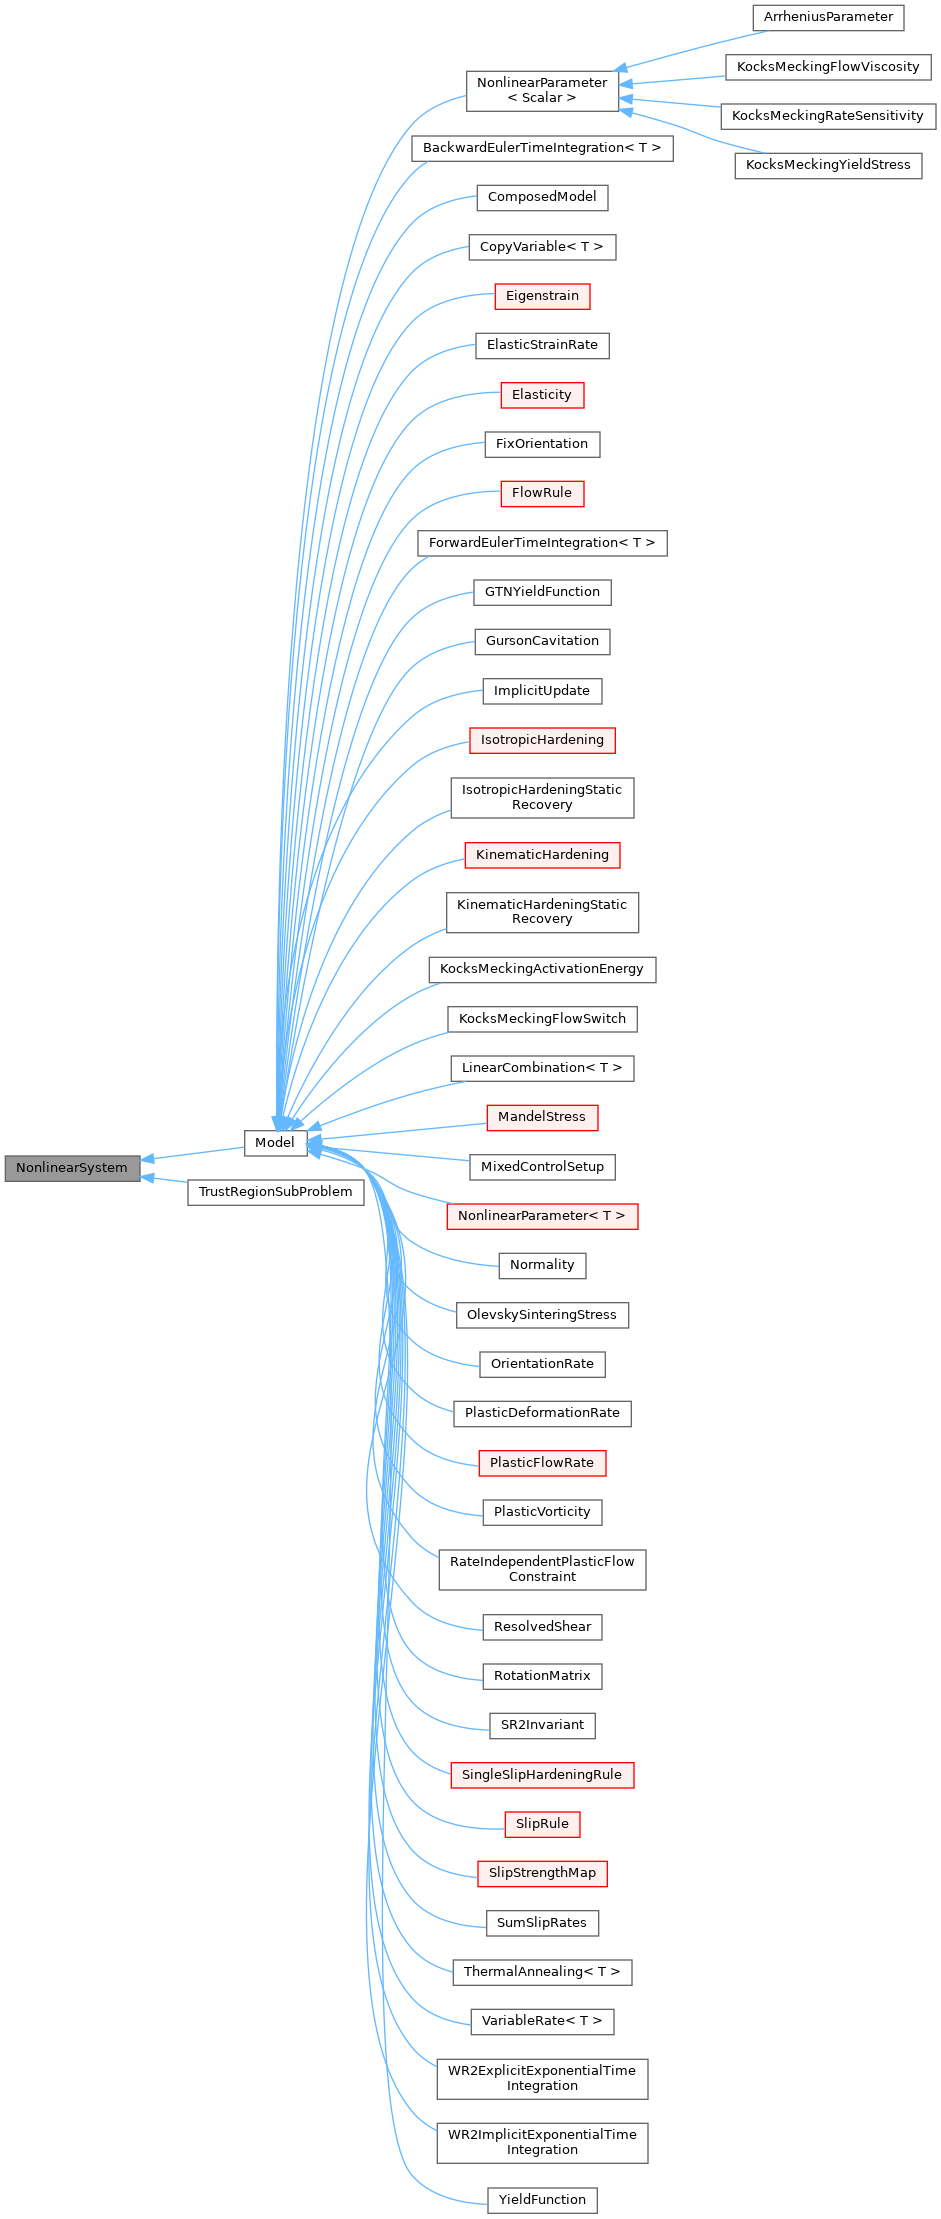 ArrheniusParameter
NonlinearParameter
< Scalar >
KocksMeckingFlowViscosity
KocksMeckingRateSensitivity
KocksMeckingYieldStress
BackwardEulerTimeIntegration< T >
ComposedModel
CopyVariable< T >
Eigenstrain
ElasticStrainRate
Elasticity
FixOrientation
FlowRule
ForwardEulerTimeIntegration< T >
GTNYieldFunction
GursonCavitation
ImplicitUpdate
IsotropicHardening
IsotropicHardeningStatic
Recovery
KinematicHardening
KinematicHardeningStatic
Recovery
KocksMeckingActivationEnergy
KocksMeckingFlowSwitch
LinearCombination< T >
MandelStress
Model
MixedControlSetup
NonlinearSystem
TrustRegionSubProblem
NonlinearParameter< T >
Normality
OlevskySinteringStress
OrientationRate
PlasticDeformationRate
PlasticFlowRate
PlasticVorticity
RateIndependentPlasticFlow
Constraint
ResolvedShear
RotationMatrix
SR2Invariant
SingleSlipHardeningRule
SlipRule
SlipStrengthMap
SumSlipRates
ThermalAnnealing< T >
VariableRate< T >
WR2ExplicitExponentialTime
Integration
WR2ImplicitExponentialTime
Integration
YieldFunction